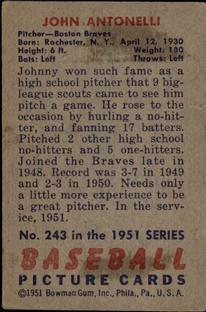 JOHN ANTONELLI
Pitcher—Boston Braves
Born: Rochester, N. Y., April 12, 1930
Height: 6 ft. Weight: 180
Bats: Left Throws: Left
Johnny won such fame as a
high school pitcher that 9 big-
league scouts came to see him
pitch a game. He rose to the
occasion by hurling a no-hit-
ter, and fanning 17 batters.
Pitched 2 other high school
no-hitters and 5 one-hitters.
Joined the Braves late in
1948. Record was 3-7 in 1949
and 2-3 in 1950. Needs only
a little more experience to be
a great pitcher. In the serv-
ice, 1951.
No. 243 in the 1951 SERIES
BASEBALL
PICTURE CARDS
©1951 Bowman Gum, Inc., Phila., Pa., U. S. A.